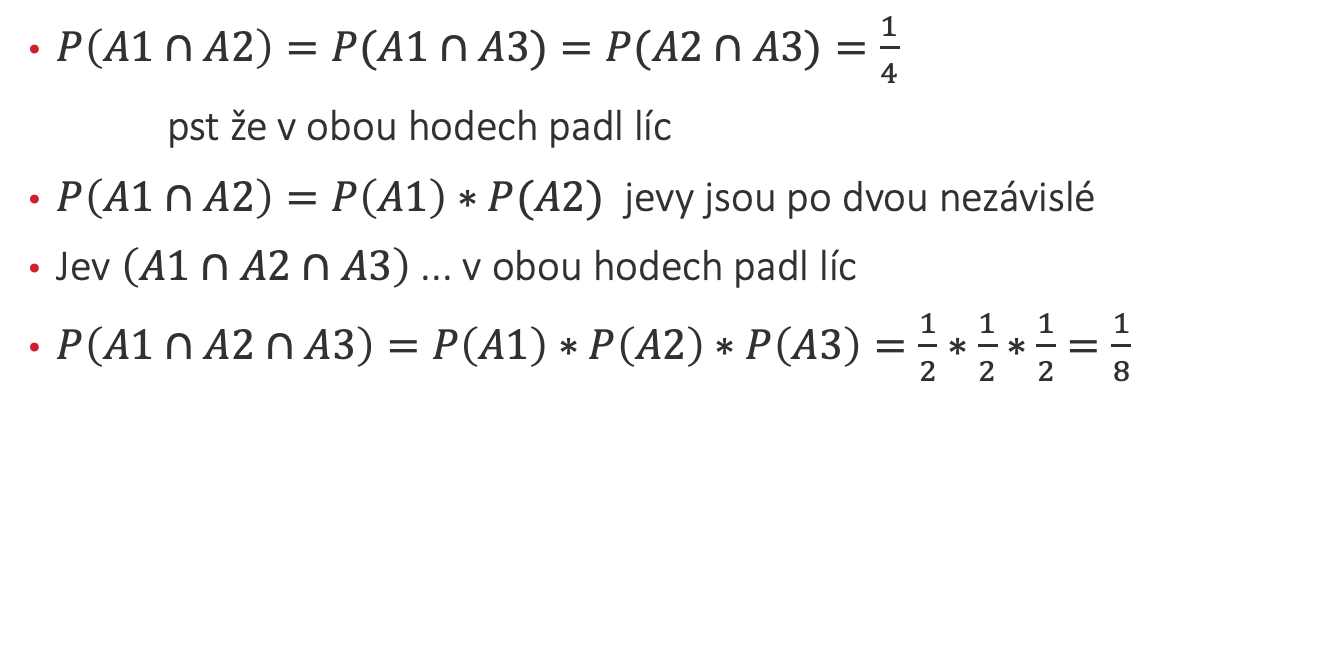 • P(A1 ∩ A2) = P(A1 ∩ A3) = P(A2 ∩ A3) = 1/4
pst že v obou hodech padl líc
• P(A1 ∩ A2) = P(A1) ∗ P(A2) jevy jsou po dvou nezávislé
• Jev (A1 ∩ A2 ∩ A3) ... v obou hodech padl líc
• P(A1 ∩ A2 ∩ A3) = P(A1) ∗ P(A2) ∗ P(A3) = 1/2 ∗ 1/2 ∗ 1/2 = 1/8